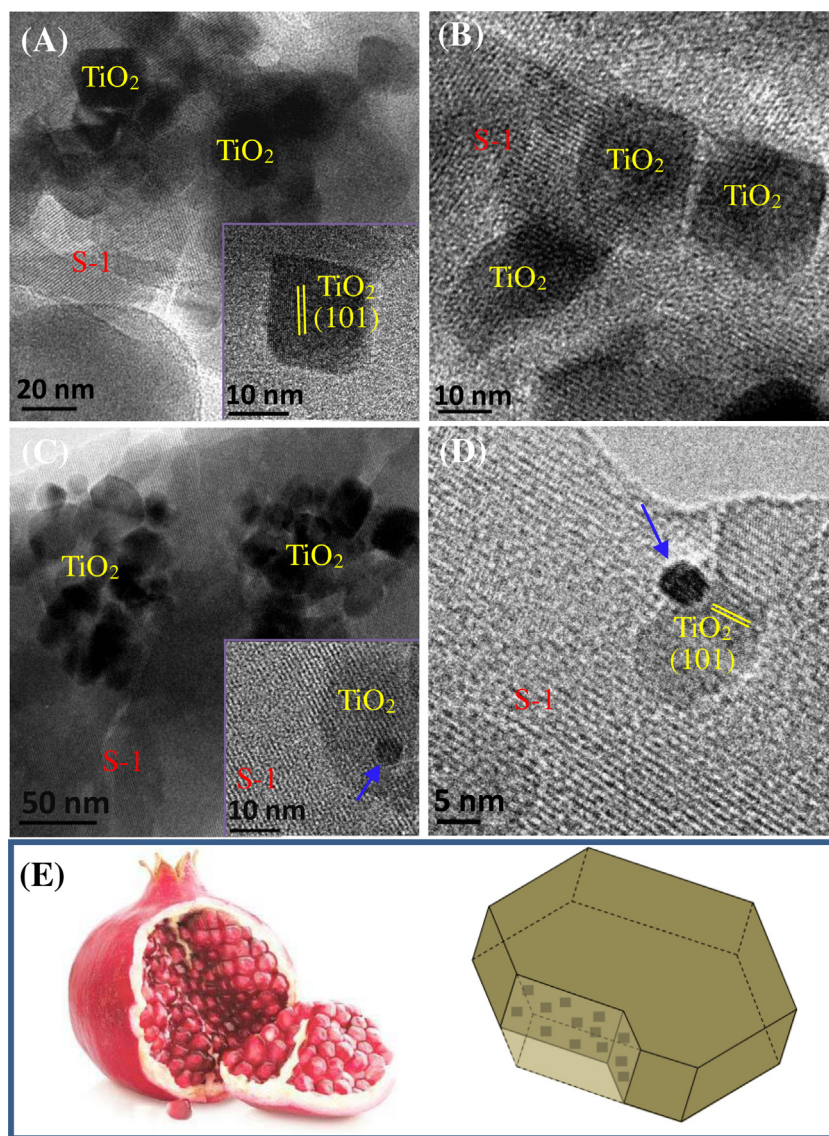 (A)
TiO2
TiO2
S-1
TiO2
(101)
20 nm
10 nm
(B)
S-1
TiO2
TiO2
TiO2
10 nm
(C)
TiO2
TiO2
S-1
50 nm
TiO2
S-1
10 nm
(D)
TiO2
(101)
S-1
5 nm
(E)